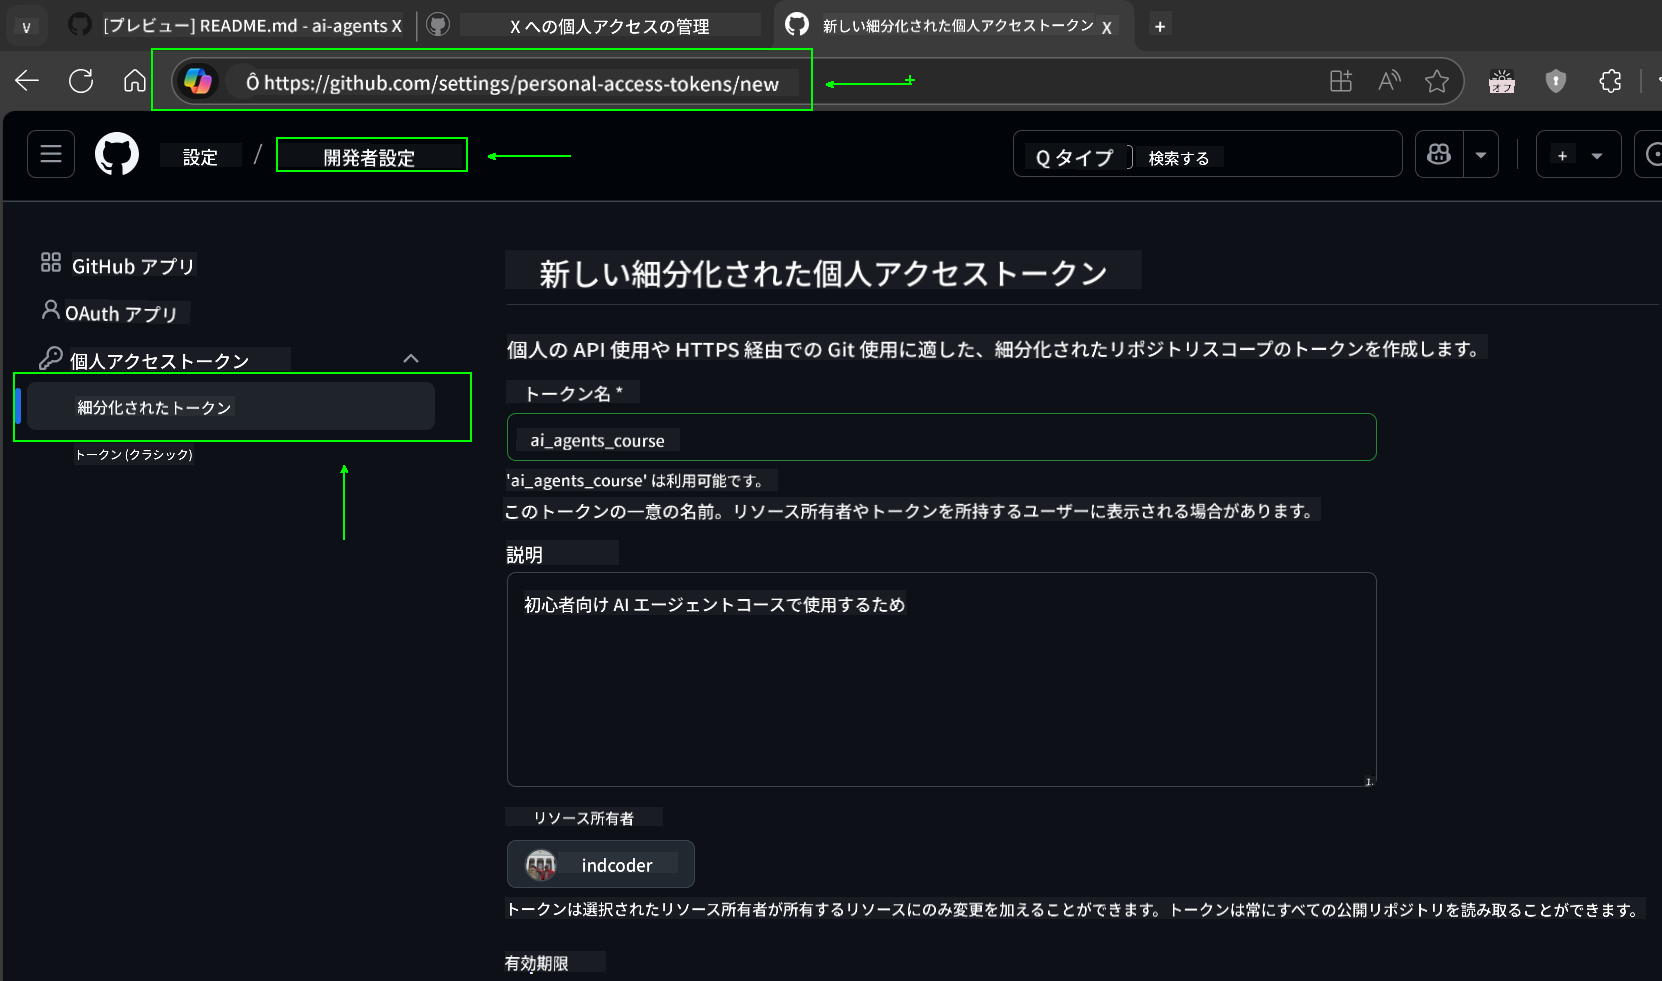 [プレビュー] README.md - ai-agents X
X への個人アクセスの管理
新しい細分化された個人アクセストークン X
+
Ô https://github.com/settings/personal-access-tokens/new
オフ
設定 / 開発者設定
Q タイプ 検索する
+
GitHub アプリ
OAuth アプリ
個人アクセストークン
細分化されたトークン
トークン (クラシック)
新しい細分化された個人アクセストークン
個人の API 使用や HTTPS 経由での Git 使用に適した、細分化されたリポジトリスコープのトークンを作成します。
トークン名 *
ai_agents_course
'ai_agents_course' は利用可能です。
このトークンの一意の名前。リソース所有者やトークンを所持するユーザーに表示される場合があります。
説明
初心者向け AI エージェントコースで使用するため
リソース所有者
indcoder
トークンは選択されたリソース所有者が所有するリソースにのみ変更を加えることができます。トークンは常にすべての公開リポジトリを読み取ることができます。
有効期限